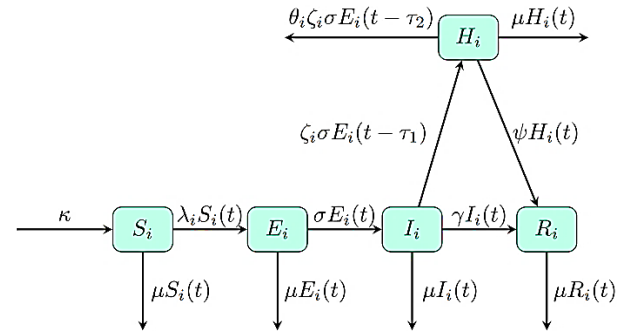 θ_iζ_iσE_i(t − τ_2)
H_i
μH_i(t)
ζ_iσE_i(t − τ_1)
ψH_i(t)
κ
S_i
λ_iS_i(t)
E_i
σE_i(t)
I_i
γI_i(t)
R_i
μS_i(t)
μE_i(t)
μI_i(t)
μR_i(t)